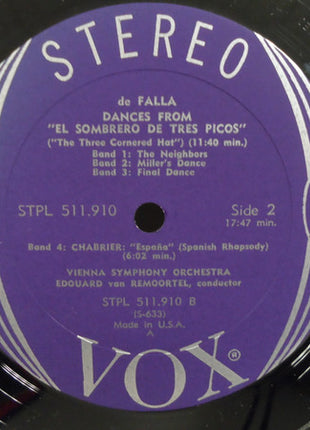 STEREO
de FALLA
DANCES FROM
"EL SOMBRERO DE TRES PICOS"
("The Three Cornered Hat") (11:40 min.)
Band 1: The Neighbors
Band 2: Miller's Dance
Band 3: Final Dance
STPL 511.910 Side 2
17:47 min.
Band 4: CHABRIER: "España" (Spanish Rhapsody)
(6:02 min.)
VIENNA SYMPHONY ORCHESTRA
EDOUARD van REMOORTEL, conductor
STPL 511.910 B
(S-633)
Made in U.S.A.
A
VOX®